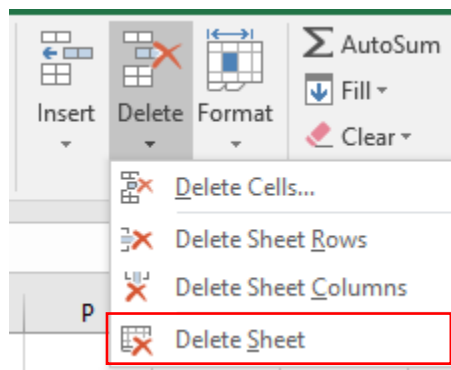 Insert
Delete
Format
AutoSum
Fill
Clear
Delete Cells...
Delete Sheet Rows
Delete Sheet Columns
Delete Sheet
P